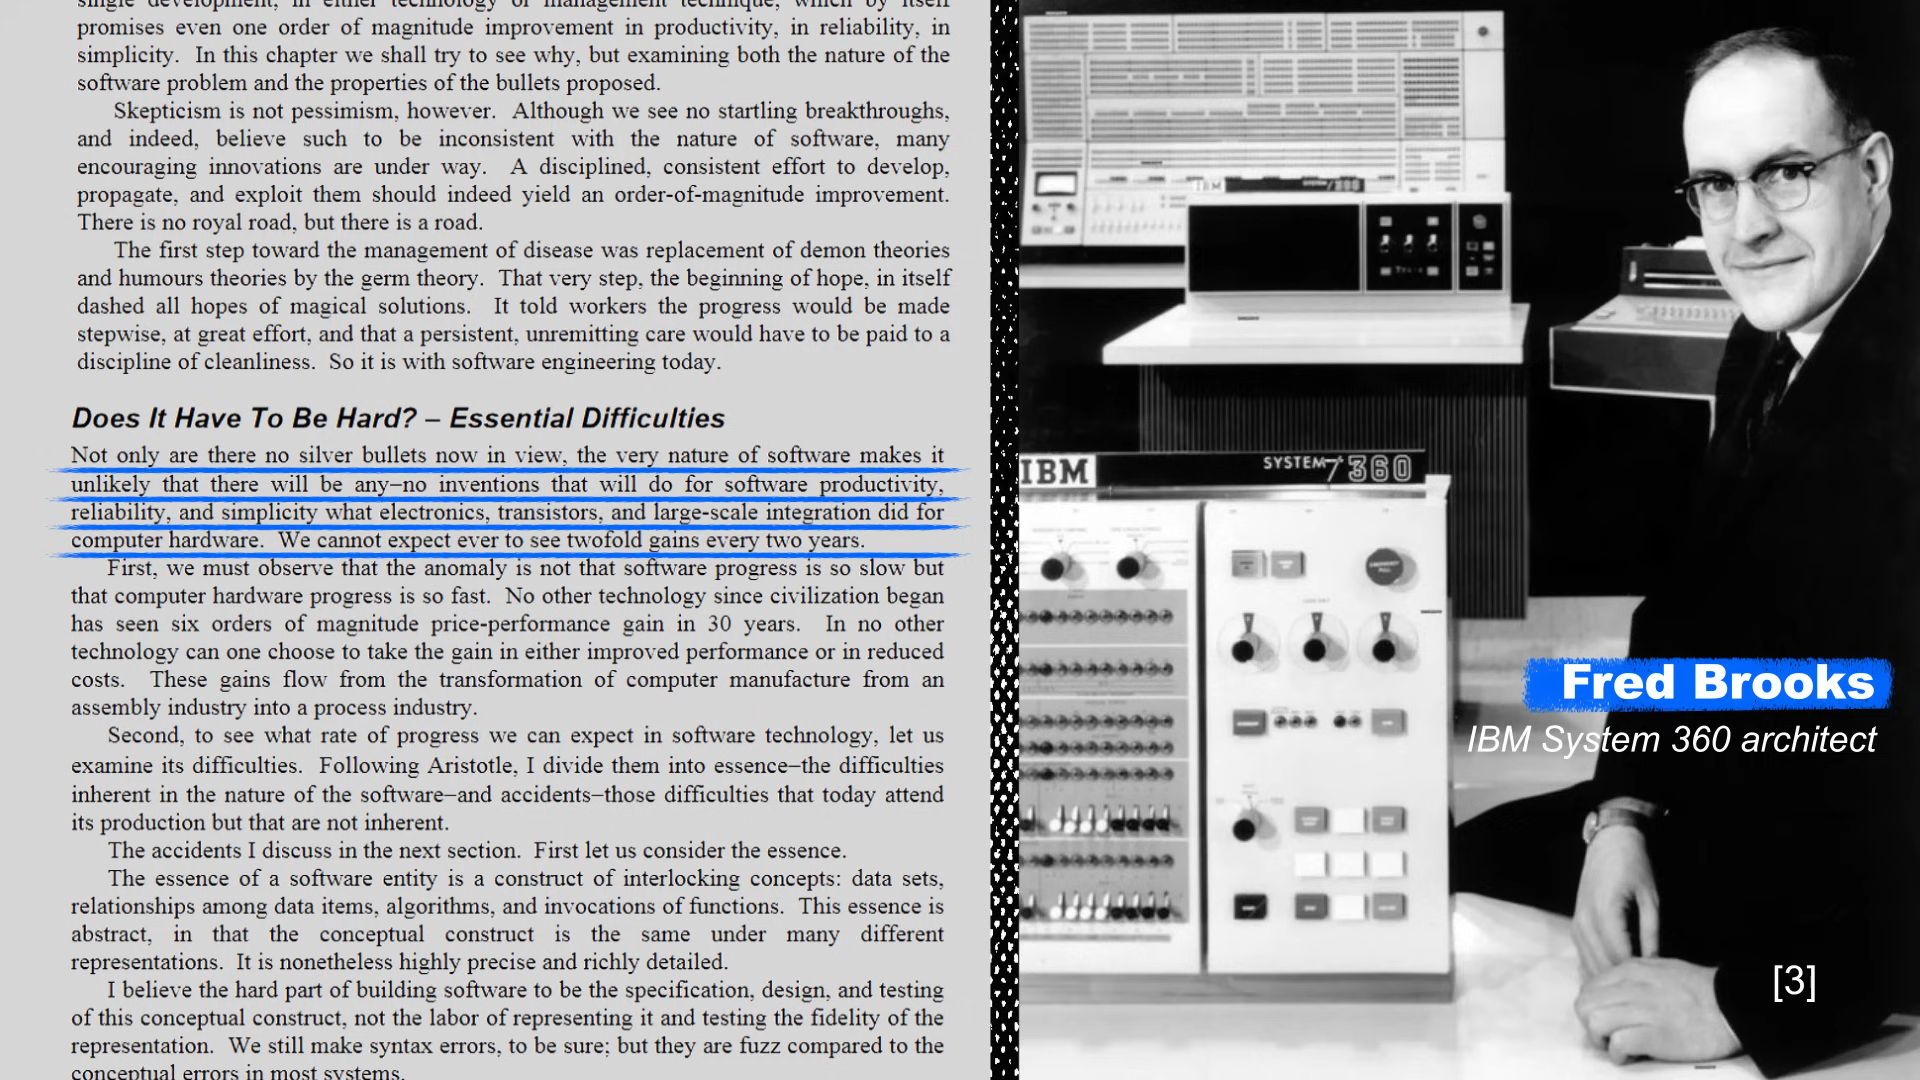 single development, in either technology or management technique, which by itself
promises even one order of magnitude improvement in productivity, in reliability, in
simplicity. In this chapter we shall try to see why, but examining both the nature of the
software problem and the properties of the bullets proposed.
Skepticism is not pessimism, however. Although we see no startling breakthroughs,
and indeed, believe such to be inconsistent with the nature of software, many
encouraging innovations are under way. A disciplined, consistent effort to develop,
propagate, and exploit them should indeed yield an order-of-magnitude improvement.
There is no royal road, but there is a road.
The first step toward the management of disease was replacement of demon theories
and humours theories by the germ theory. That very step, the beginning of hope, in itself
dashed all hopes of magical solutions. It told workers the progress would be made
stepwise, at great effort, and that a persistent, unremitting care would have to be paid to a
discipline of cleanliness. So it is with software engineering today.
Does It Have To Be Hard? – Essential Difficulties
Not only are there no silver bullets now in view, the very nature of software makes it
unlikely that there will be any–no inventions that will do for software productivity,
reliability, and simplicity what electronics, transistors, and large-scale integration did for
computer hardware. We cannot expect ever to see twofold gains every two years.
First, we must observe that the anomaly is not that software progress is so slow but
that computer hardware progress is so fast. No other technology since civilization began
has seen six orders of magnitude price-performance gain in 30 years. In no other
technology can one choose to take the gain in either improved performance or in reduced
costs. These gains flow from the transformation of computer manufacture from an
assembly industry into a process industry.
Second, to see what rate of progress we can expect in software technology, let us
examine its difficulties. Following Aristotle, I divide them into essence–the difficulties
inherent in the nature of the software–and accidents–those difficulties that today attend
its production but that are not inherent.
The accidents I discuss in the next section. First let us consider the essence.
The essence of a software entity is a construct of interlocking concepts: data sets,
relationships among data items, algorithms, and invocations of functions. This essence is
abstract, in that the conceptual construct is the same under many different
representations. It is nonetheless highly precise and richly detailed.
I believe the hard part of building software to be the specification, design, and testing
of this conceptual construct, not the labor of representing it and testing the fidelity of the
representation. We still make syntax errors, to be sure; but they are fuzz compared to the
conceptual errors in most systems.
IBM SYSTEM/360
IBM SYSTEM/360
Fred Brooks
IBM System 360 architect
[3]